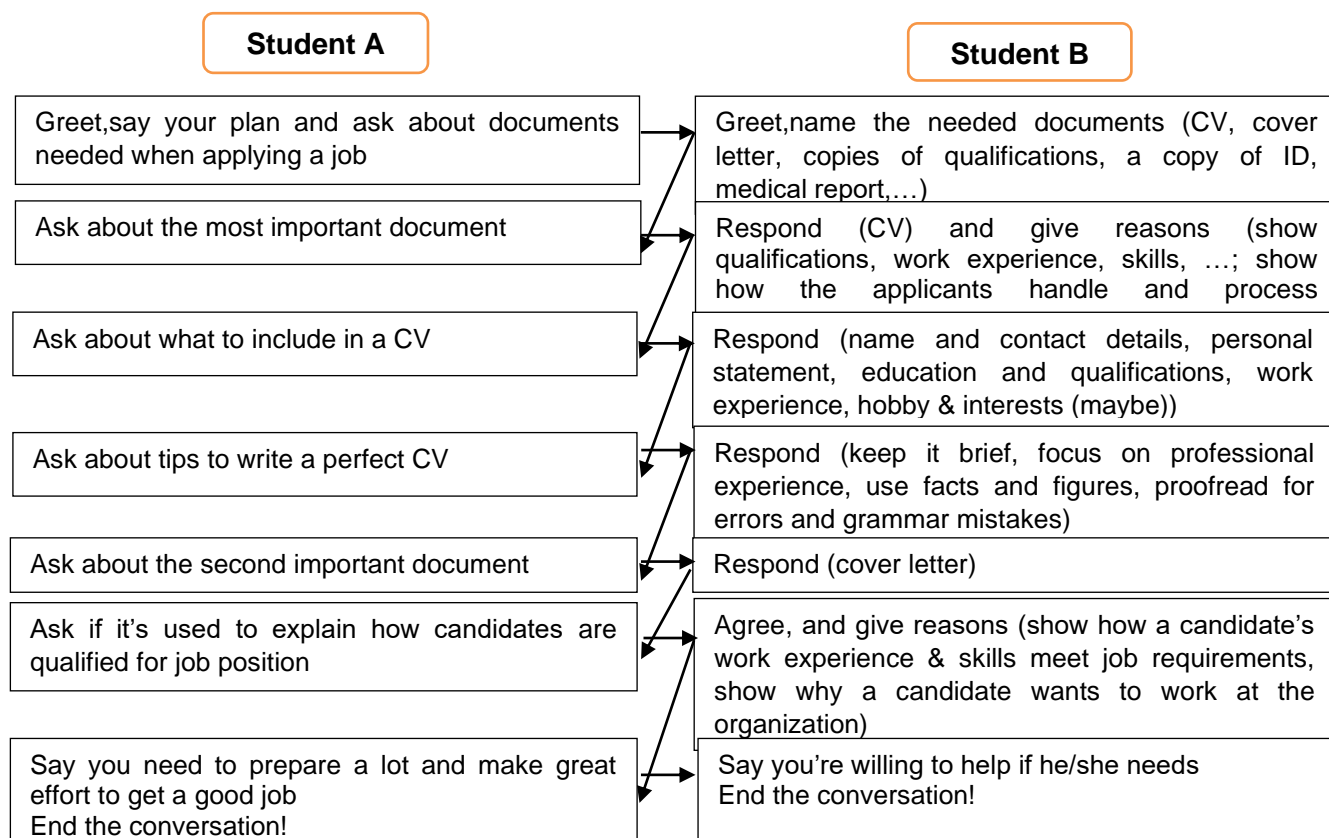 Student A
Student B
Greet,say your plan and ask about documents
needed when applying a job
Greet,name the needed documents (CV, cover
letter, copies of qualifications, a copy of ID,
medical report,…)
Ask about the most important document
Respond (CV) and give reasons (show
qualifications, work experience, skills, …; show
how the applicants handle and process
Ask about what to include in a CV
Respond (name and contact details, personal
statement, education and qualifications, work
experience, hobby & interests (maybe))
Ask about tips to write a perfect CV
Respond (keep it brief, focus on professional
experience, use facts and figures, proofread for
errors and grammar mistakes)
Ask about the second important document
Respond (cover letter)
Ask if it's used to explain how candidates are
qualified for job position
Agree, and give reasons (show how a candidate's
work experience & skills meet job requirements,
show why a candidate wants to work at the
organization)
Say you need to prepare a lot and make great
effort to get a good job
End the conversation!
Say you're willing to help if he/she needs
End the conversation!